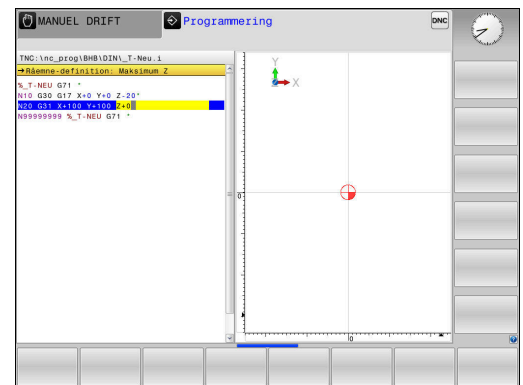 MANUEL DRIFT
Programmering
DNC
TNC:\nc_prog\BHB\DIN\_T-Neu.i
→Råemne-definition: Maksimum Z
%_T-NEU G71 *
N10 G30 G17 X+0 Y+0 Z-20*
N20 G31 X+100 Y+100 Z+0
N99999999 %_T-NEU G71 *
Y
X
0
0